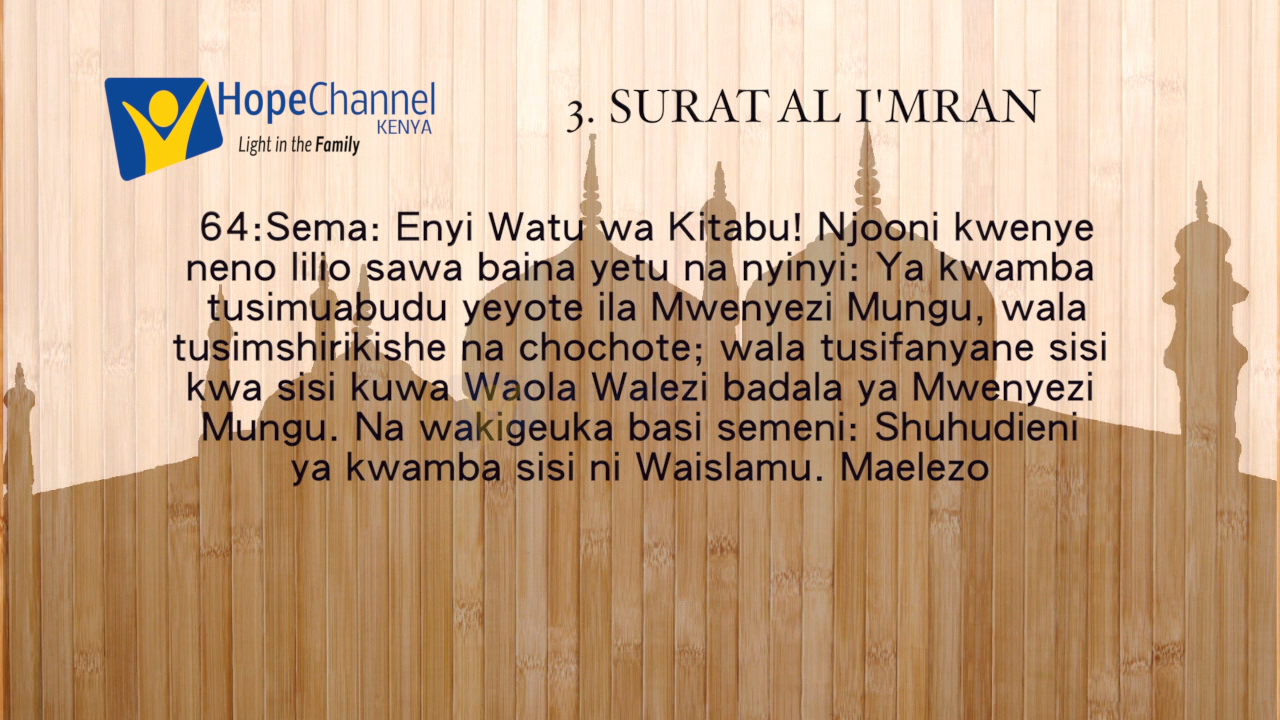 HopeChannel
KENYA
Light in the Family
3. SURAT AL I'MRAN
64:Sema: Enyi Watu wa Kitabu! Njooni kwenye
neno lilio sawa baina yetu na nyinyi: Ya kwamba
tusimuabudu yeyote ila Mwenyezi Mungu, wala
tusimshirikishe na chochote; wala tusifanyane sisi
kwa sisi kuwa Waola Walezi badala ya Mwenyezi
Mungu. Na wakigeuka basi semeni: Shuhudieni
ya kwamba sisi ni Waislamu. Maelezo